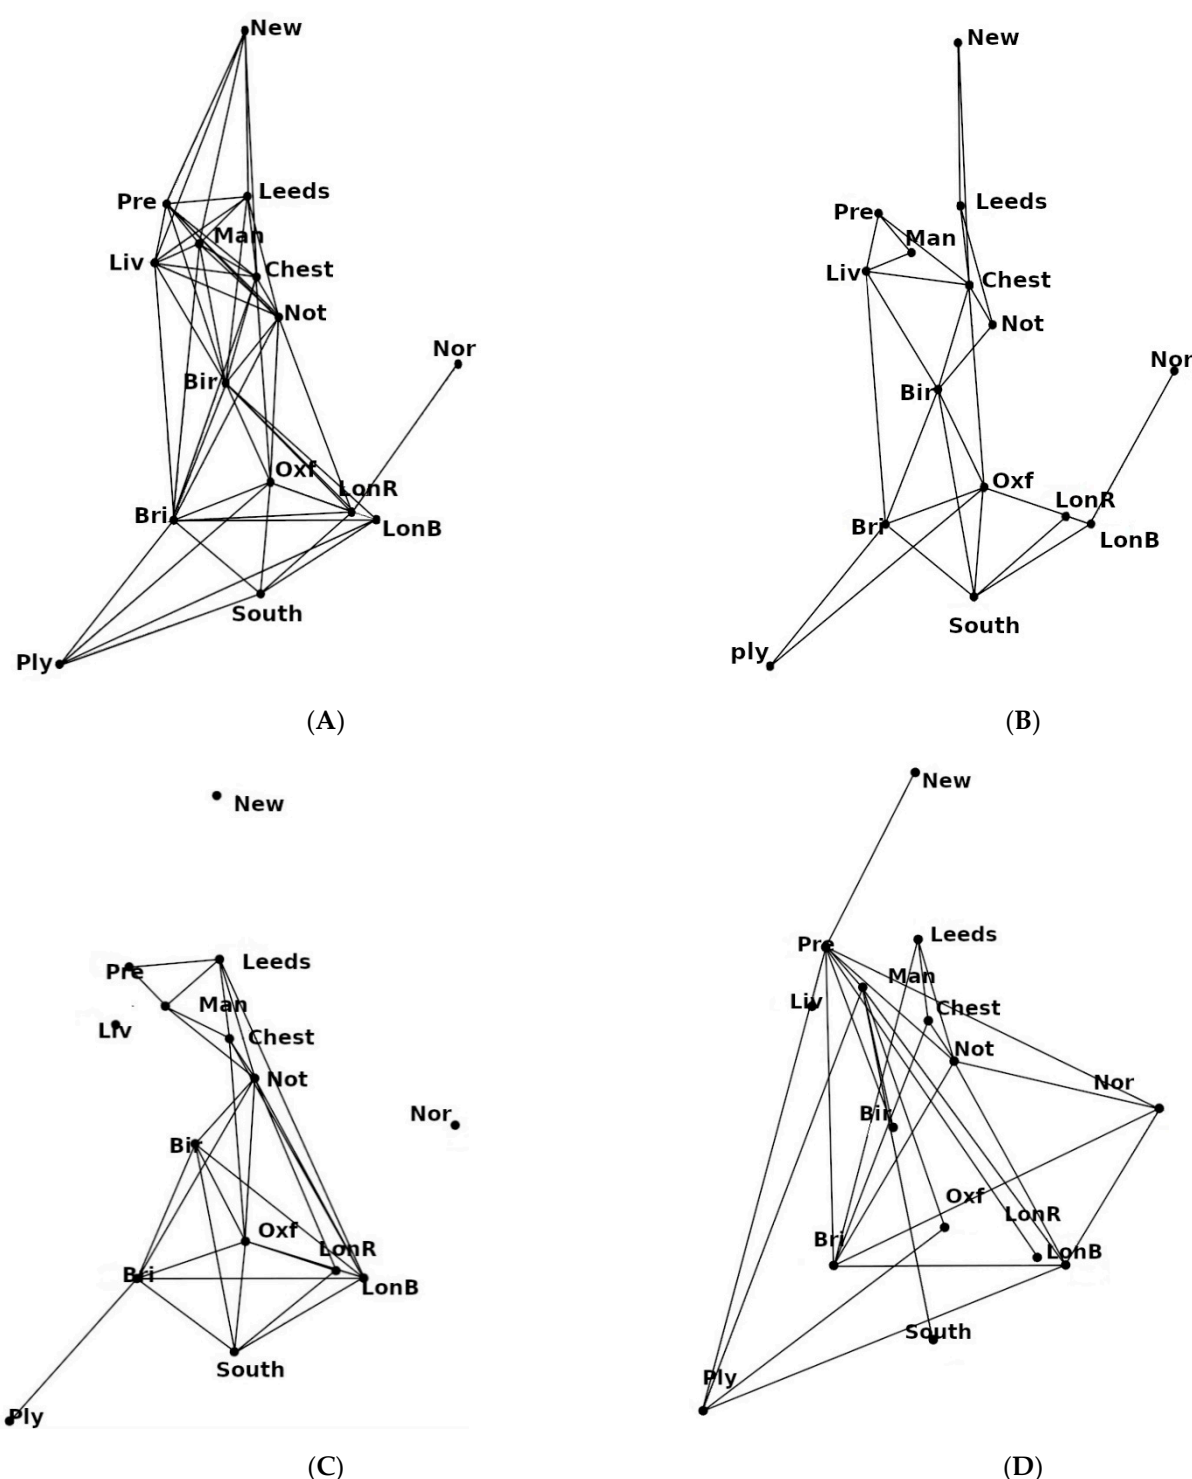 New
Leeds
Pre
Man
Liv
Chest
Not
Nor
Bir
Oxf
LonR
Bri
LonB
South
Ply
(A)
New
Leeds
Pre
Man
Liv
Chest
Not
Nor
Bir
Oxf
LonR
Bri
LonB
South
ply
(B)
New
Leeds
Pre
Man
Liv
Chest
Not
Nor
Bir
Oxf
LonR
Bri
LonB
South
Ply
(C)
New
Leeds
Pre
Man
Liv
Chest
Not
Nor
Bir
Oxf
LonR
Bri
LonB
South
Ply
(D)